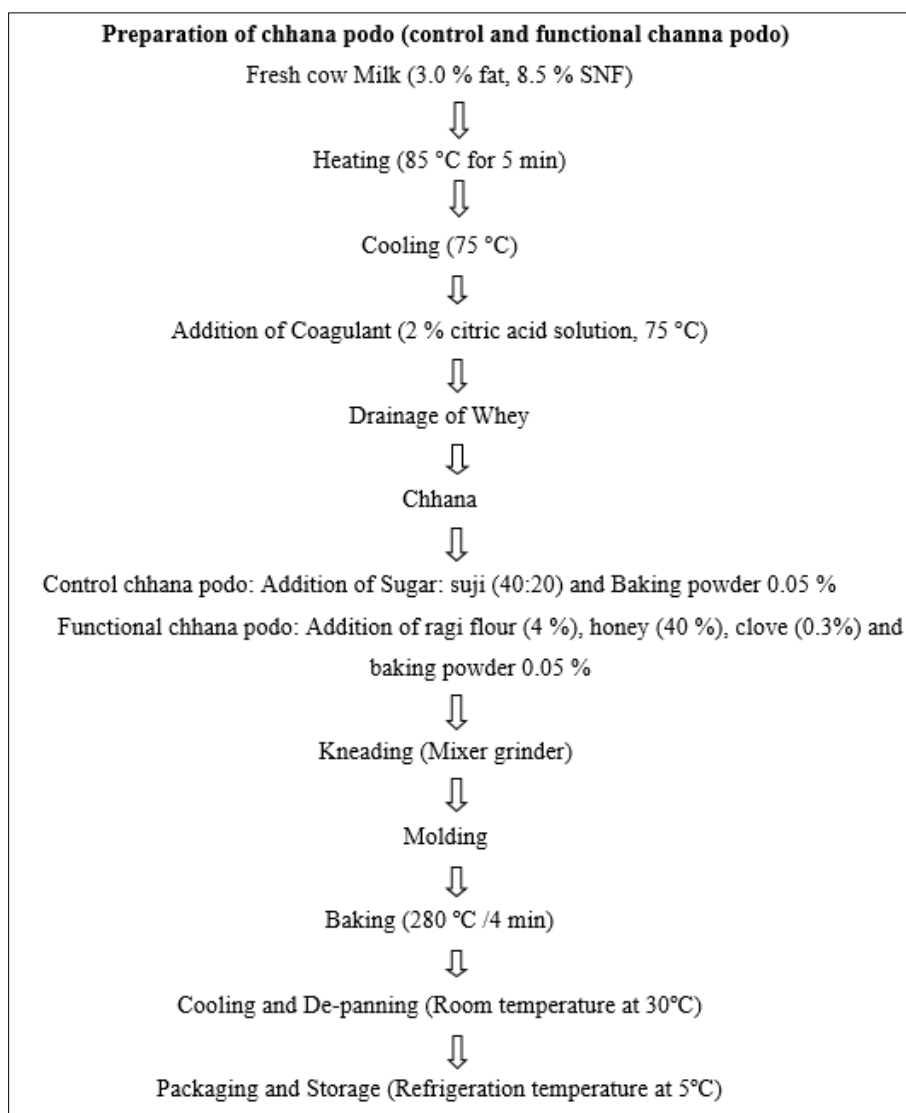 Preparation of chhana podo (control and functional channa podo)
Fresh cow Milk (3.0 % fat, 8.5 % SNF)
Heating (85 °C for 5 min)
Cooling (75 °C)
Addition of Coagulant (2 % citric acid solution, 75 °C)
Drainage of Whey
Chhana
Control chhana podo: Addition of Sugar: suji (40:20) and Baking powder 0.05 %
Functional chhana podo: Addition of ragi flour (4 %), honey (40 %), clove (0.3%) and
baking powder 0.05 %
Kneading (Mixer grinder)
Molding
Baking (280 °C /4 min)
Cooling and De-panning (Room temperature at 30°C)
Packaging and Storage (Refrigeration temperature at 5°C)